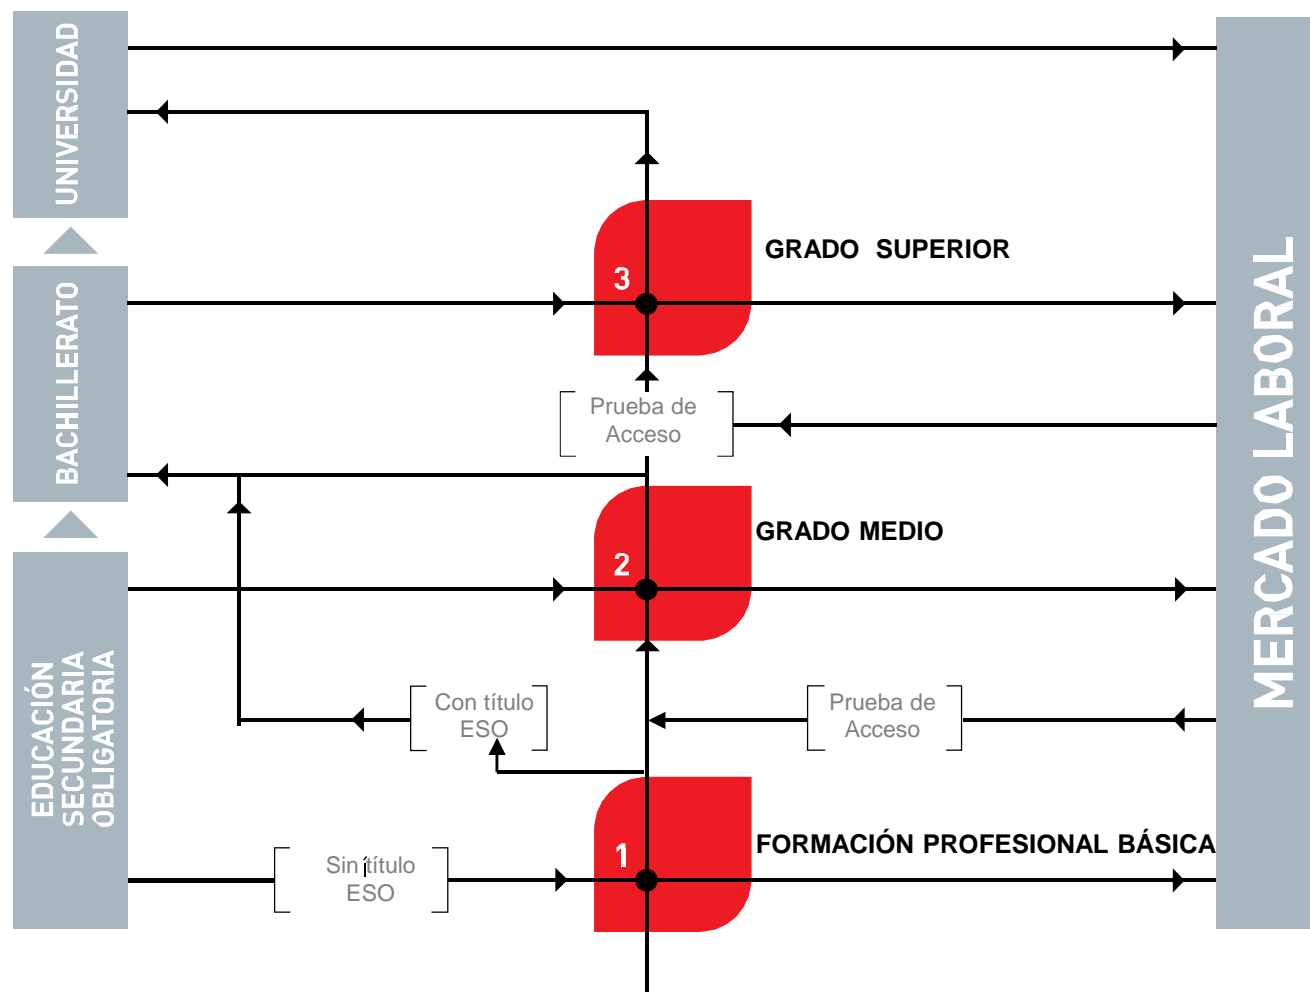 UNIVERSIDAD
GRADO SUPERIOR
3
BACHILLERATO
Prueba de
Acceso
MERCADO LABORAL
GRADO MEDIO
2
EDUCACIÓN
SECUNDARIA
OBLIGATORIA
Con título
ESO
Prueba de
Acceso
FORMACIÓN PROFESIONAL BÁSICA
1
Sin título
ESO